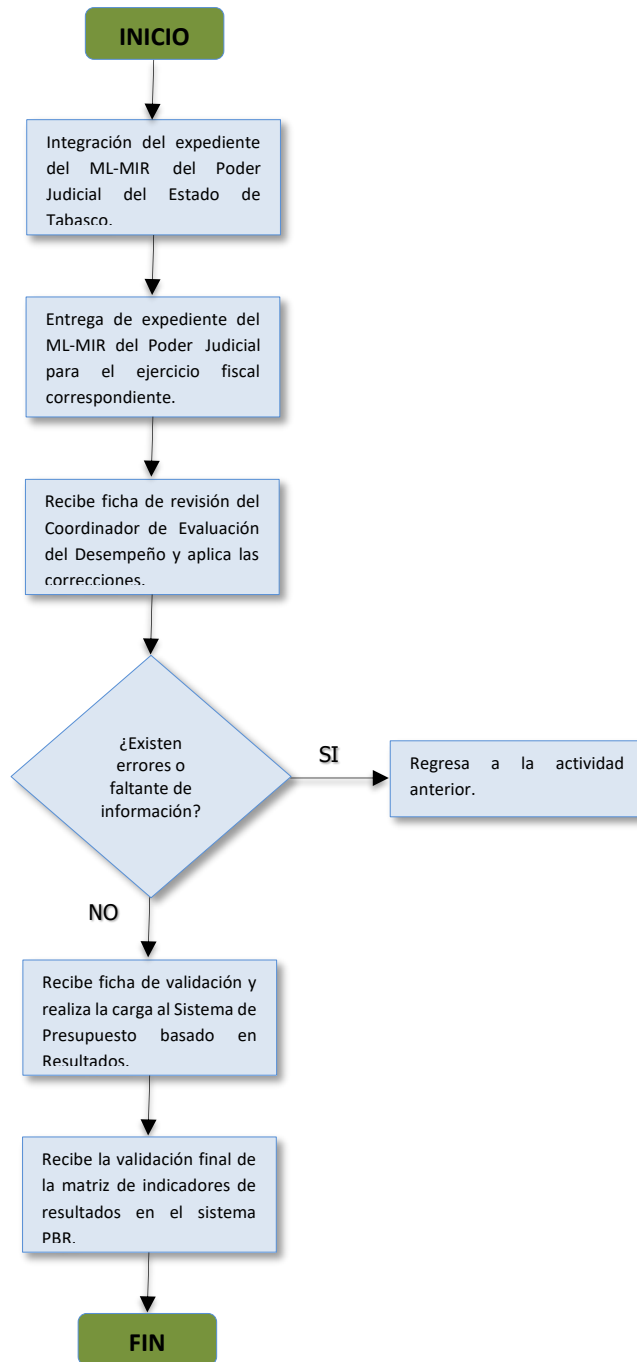 INICIO
Integración del expediente
del ML-MIR del Poder
Judicial del Estado de
Tabasco.
Entrega de expediente del
ML-MIR del Poder Judicial
para el ejercicio fiscal
correspondiente.
Recibe ficha de revisión del
Coordinador de Evaluación
del Desempeño y aplica las
correcciones.
¿Existen
errores o
faltante de
información?
SI
Regresa a la actividad
anterior.
NO
Recibe ficha de validación y
realiza la carga al Sistema de
Presupuesto basado en
Resultados.
Recibe la validación final de
la matriz de indicadores de
resultados en el sistema
PBR.
FIN